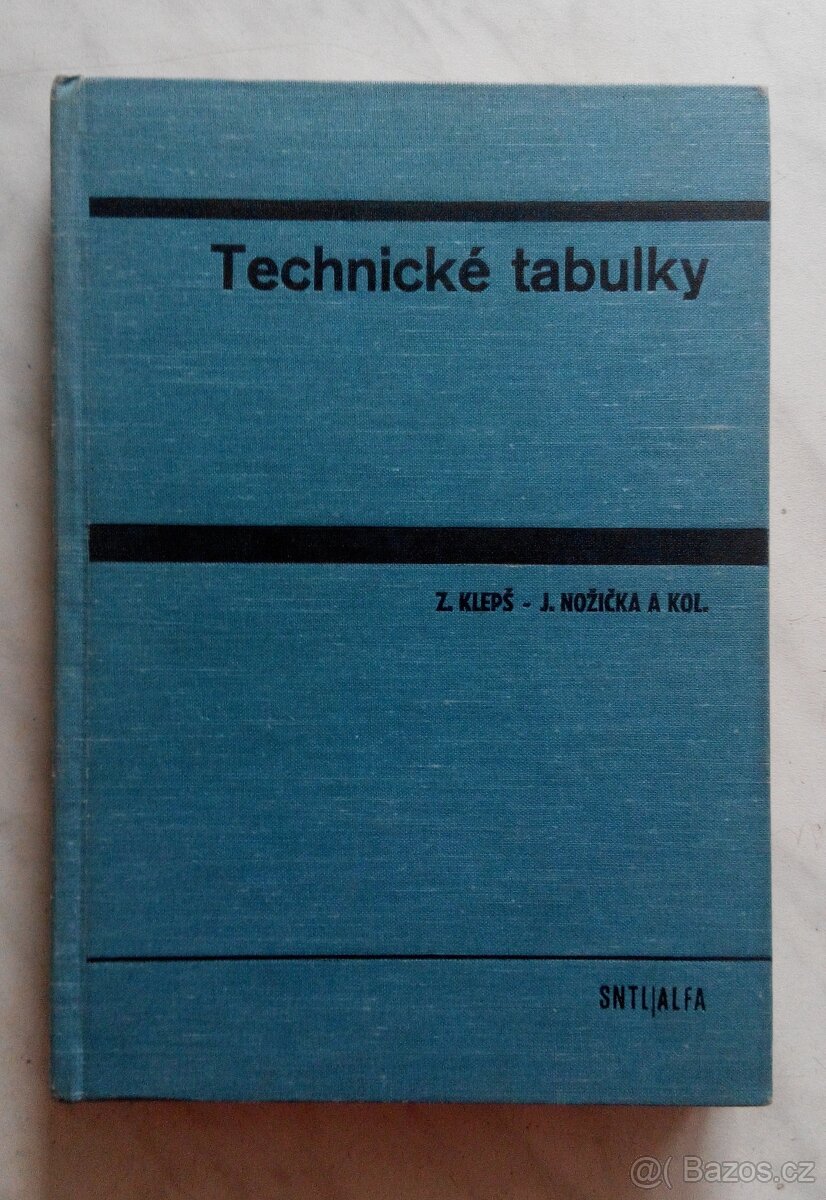 Technické tabulky
Z. KLEPŠ - J. NOŽIČKA A KOL.
SNTL/ALFA
@( Bazos.cz